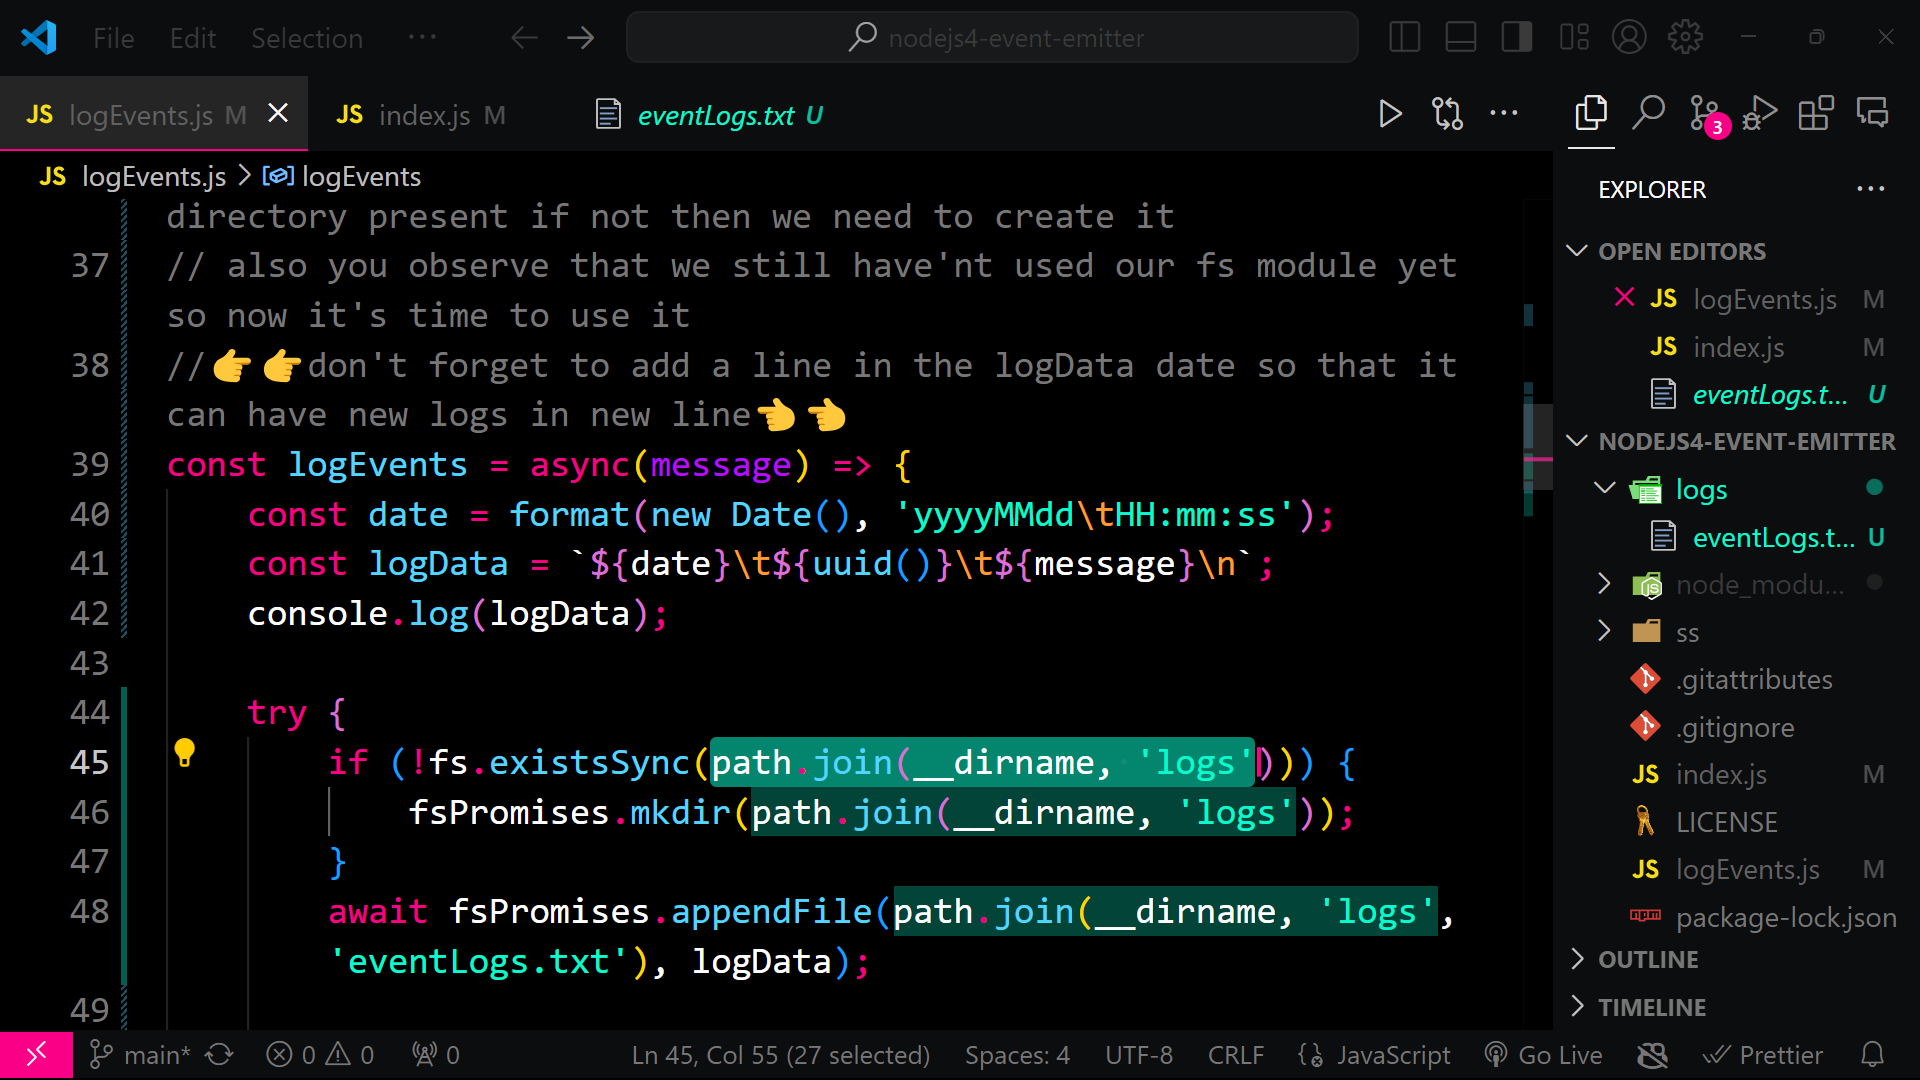 File Edit Selection ... nodejs4-event-emitter
JS logEvents.js M JS index.js M eventLogs.txt U 3
JS logEvents.js > logEvents
directory present if not then we need to create it
37 // also you observe that we still have'nt used our fs module yet
so now it's time to use it
38 //👉👉don't forget to add a line in the logData date so that it
can have new logs in new line👈👈
39 const logEvents = async(message) => {
40 const date = format(new Date(), 'yyyyMMdd\tHH:mm:ss');
41 const logData = `${date}\t${uuid()}\t${message}\n`;
42 console.log(logData);
43
44 try {
45 if (!fs.existsSync(path.join(__dirname, 'logs'))) {
46 fsPromises.mkdir(path.join(__dirname, 'logs'));
47 }
48 await fsPromises.appendFile(path.join(__dirname, 'logs',
'eventLogs.txt'), logData);
49
EXPLORER ...
OPEN EDITORS
JS logEvents.js M
JS index.js M
eventLogs.t... U
NODEJS4-EVENT-EMITTER
logs
eventLogs.t... U
node_modu...
ss
.gitattributes
.gitignore
JS index.js M
LICENSE
JS logEvents.js M
npm package-lock.json
OUTLINE
TIMELINE
main* 0 0 0 Ln 45, Col 55 (27 selected) Spaces: 4 UTF-8 CRLF JavaScript Go Live Prettier